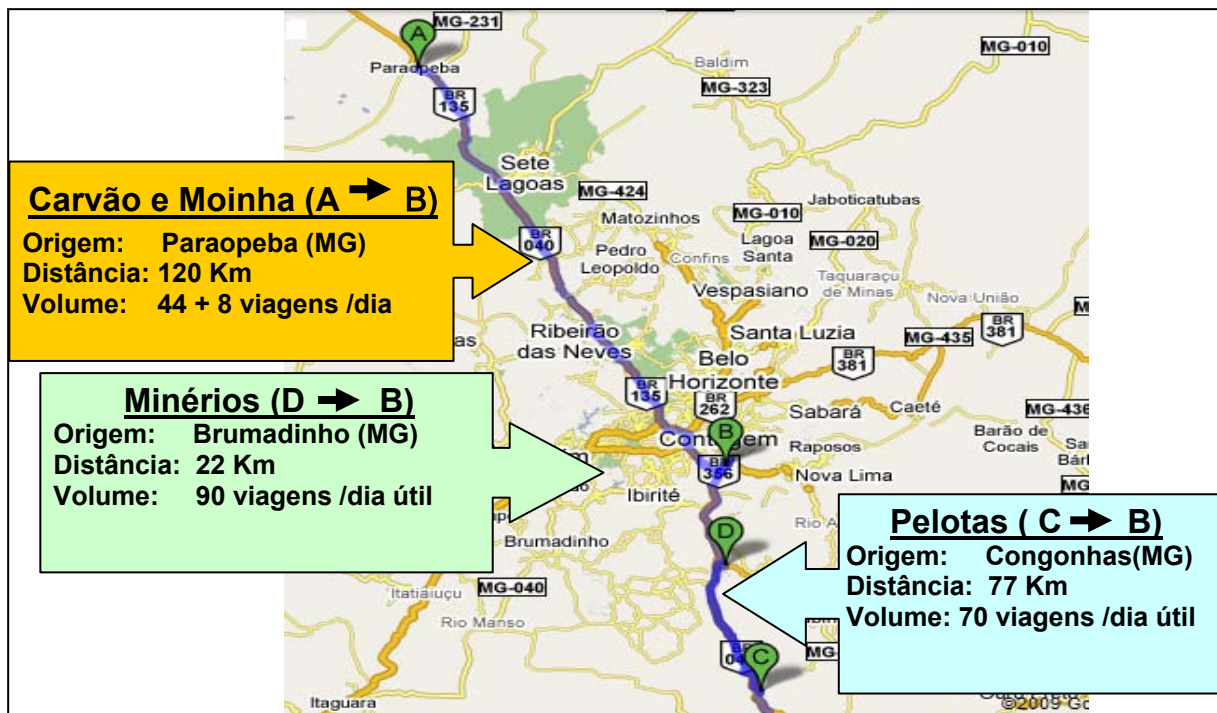 MG-231
A
MG-010
Paraopeba
Baldim
BR
135
MG-323
Sete
Lagoas
MG-424
Jaboticatubas
Matozinhos
MG-010
BR
040
Pedro
Leopoldo
Lagoa
Santa
MG-020
Confins
Taquaraçu
de Minas
Vespasiano
Nova União
BR
381
Ribeirão
das Neves
Santa Luzia
MG-435
Belo
Horizonte
BR
381
BR
135
BR
262
Sabará
Caeté
MG-436
Barão de
Cocais
B
Raposos
356
Nova Lima
Ibirité
D
Brumadinho
MG-040
Itatiaiuçu
Rio Manso
C
Itaguara
©2009 Go
Carvão e Moinha (A ➔ B)
Origem: Paraopeba (MG)
Distância: 120 Km
Volume: 44 + 8 viagens /dia
Minérios (D ➔ B)
Origem: Brumadinho (MG)
Distância: 22 Km
Volume: 90 viagens /dia útil
Pelotas ( C ➔ B)
Origem: Congonhas(MG)
Distância: 77 Km
Volume: 70 viagens /dia útil